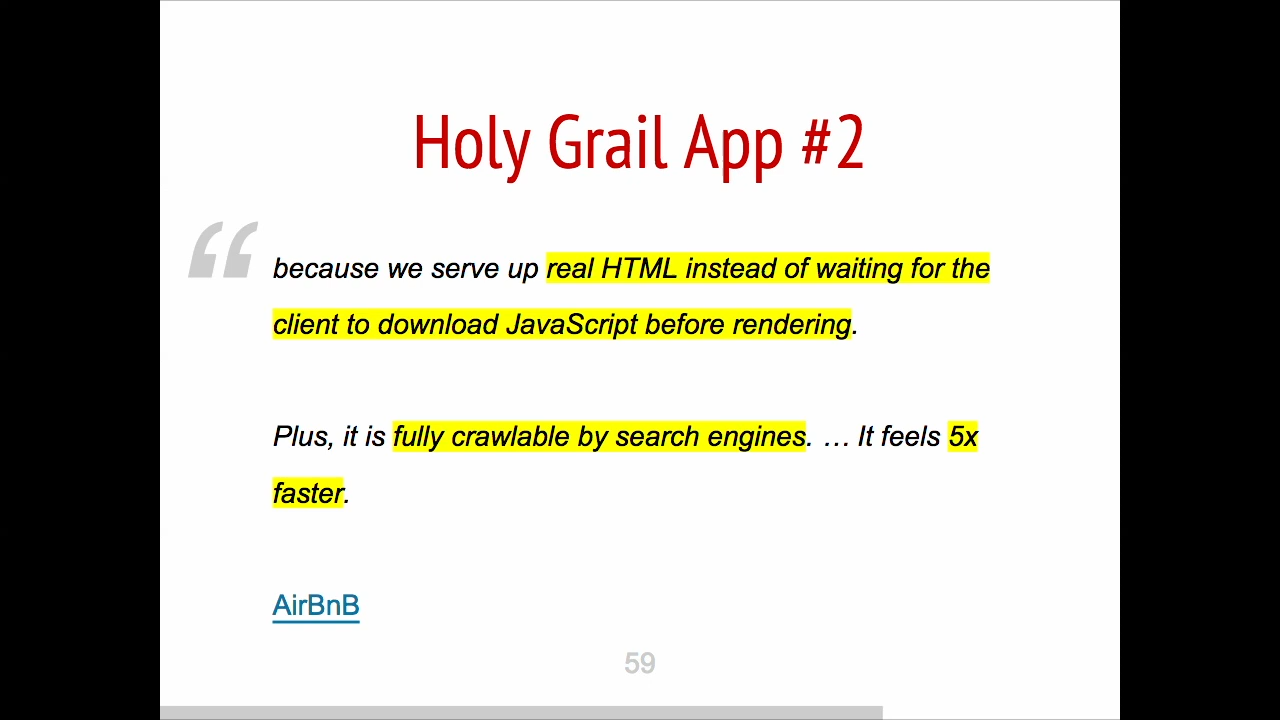 Holy Grail App #2
“
because we serve up real HTML instead of waiting for the
client to download JavaScript before rendering.
Plus, it is fully crawlable by search engines. … It feels 5x
faster.
AirBnB
59